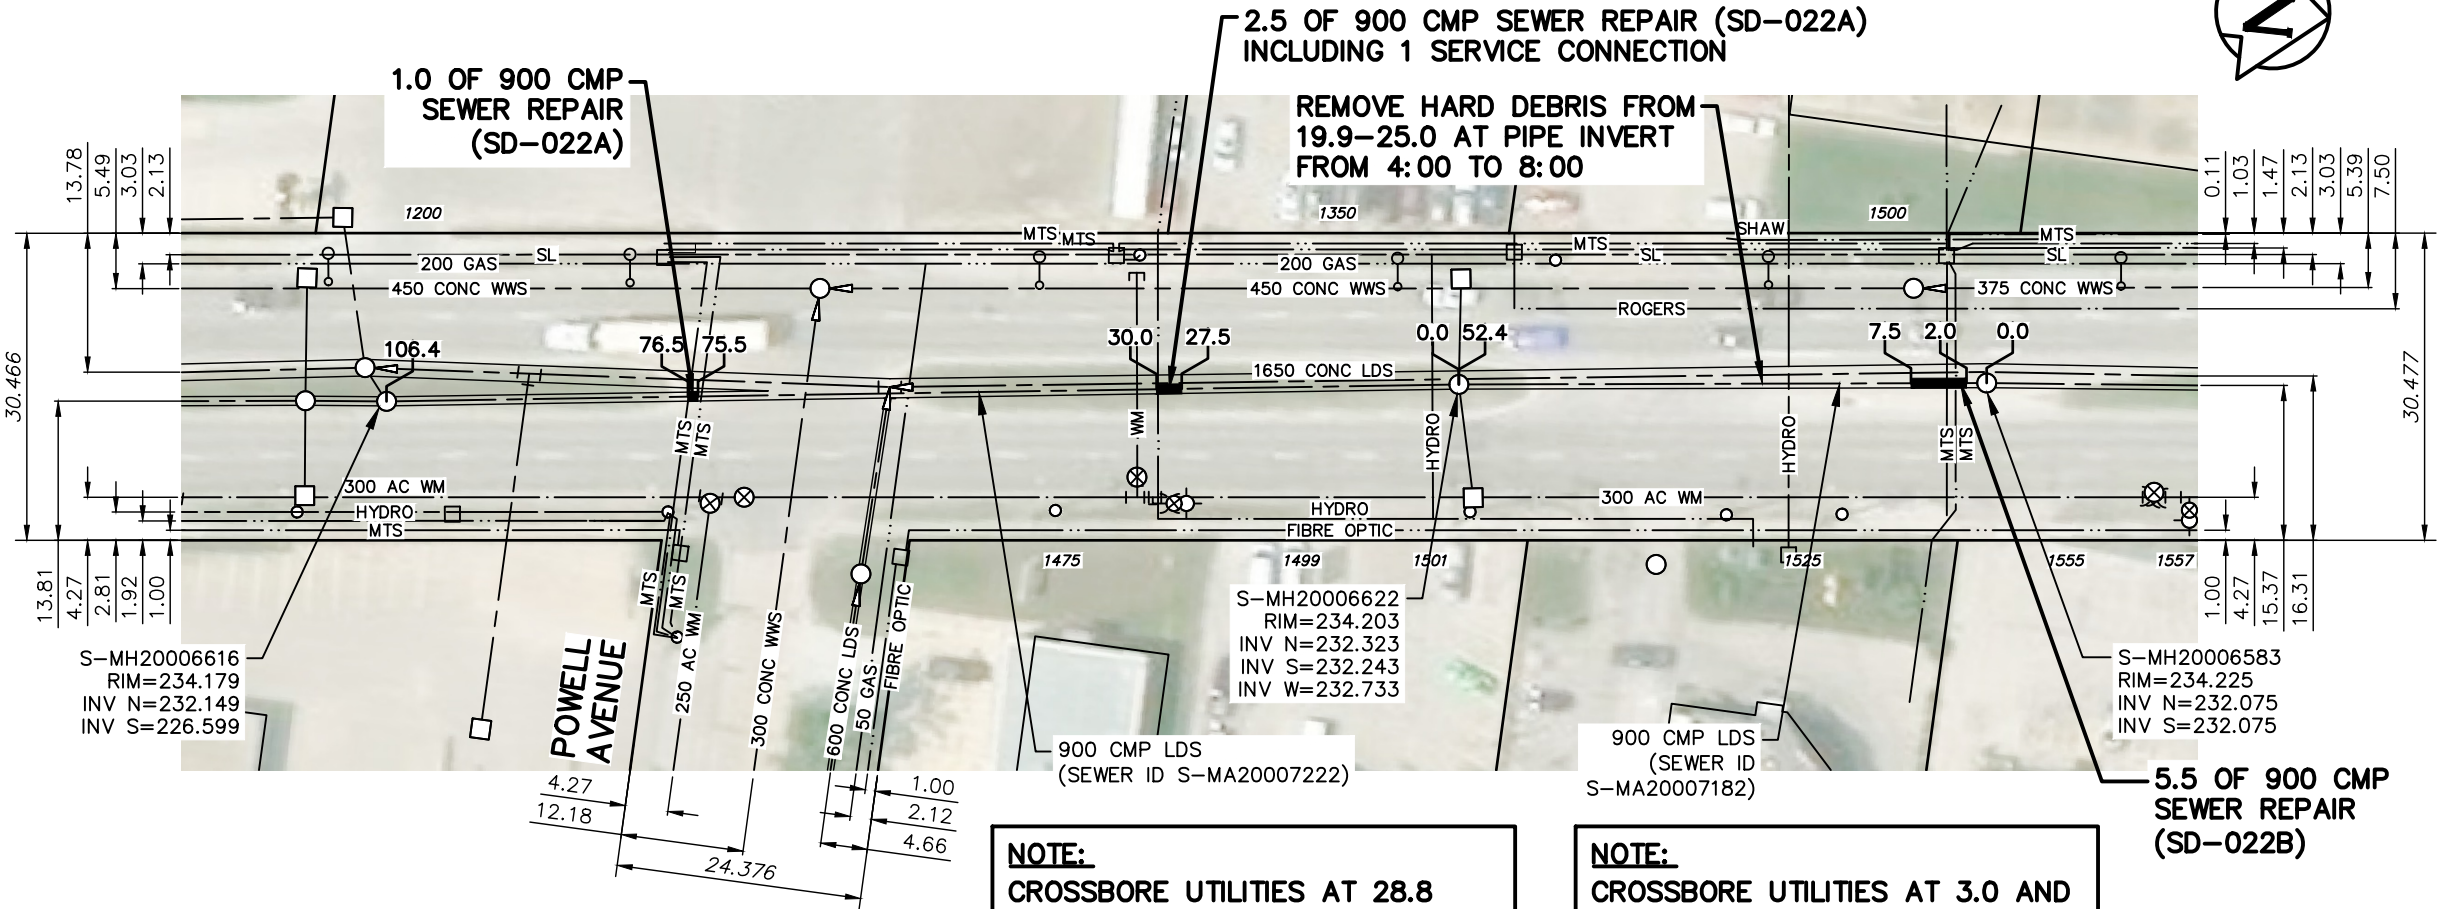 2.5 OF 900 CMP SEWER REPAIR (SD-022A)
INCLUDING 1 SERVICE CONNECTION
1.0 OF 900 CMP
SEWER REPAIR
(SD-022A)
REMOVE HARD DEBRIS FROM
19.9-25.0 AT PIPE INVERT
FROM 4:00 TO 8:00
13.78
5.49
3.03
2.13
0.11
1.03
1.47
2.13
3.03
5.39
7.50
1200
1350
1500
MTS
MTS
SHAW
MTS
MTS
SL
SL
SL
200 GAS
200 GAS
450 CONC WWS
450 CONC WWS
375 CONC WWS
ROGERS
106.4
76.5
75.5
30.0
27.5
0.0
52.4
7.5
2.0
0.0
1650 CONC LDS
30.466
30.477
MTS
MTS
WM
HYDRO
HYDRO
MTS
MTS
300 AC WM
300 AC WM
HYDRO
HYDRO
MTS
FIBRE OPTIC
1475
1499
1501
1525
1555
1557
13.81
4.27
2.81
1.92
1.00
1.00
4.27
15.37
16.31
MTS
MTS
250 AC WM
300 CONC WWS
600 CONC LDS
50 GAS
FIBRE OPTIC
POWELL
AVENUE
S-MH20006616
RIM=234.179
INV N=232.149
INV S=226.599
S-MH20006622
RIM=234.203
INV N=232.323
INV S=232.243
INV W=232.733
S-MH20006583
RIM=234.225
INV N=232.075
INV S=232.075
900 CMP LDS
(SEWER ID S-MA20007222)
900 CMP LDS
(SEWER ID
S-MA20007182)
5.5 OF 900 CMP
SEWER REPAIR
(SD-022B)
4.27
12.18
24.376
1.00
2.12
4.66
NOTE:
CROSSBORE UTILITIES AT 28.8
NOTE:
CROSSBORE UTILITIES AT 3.0 AND